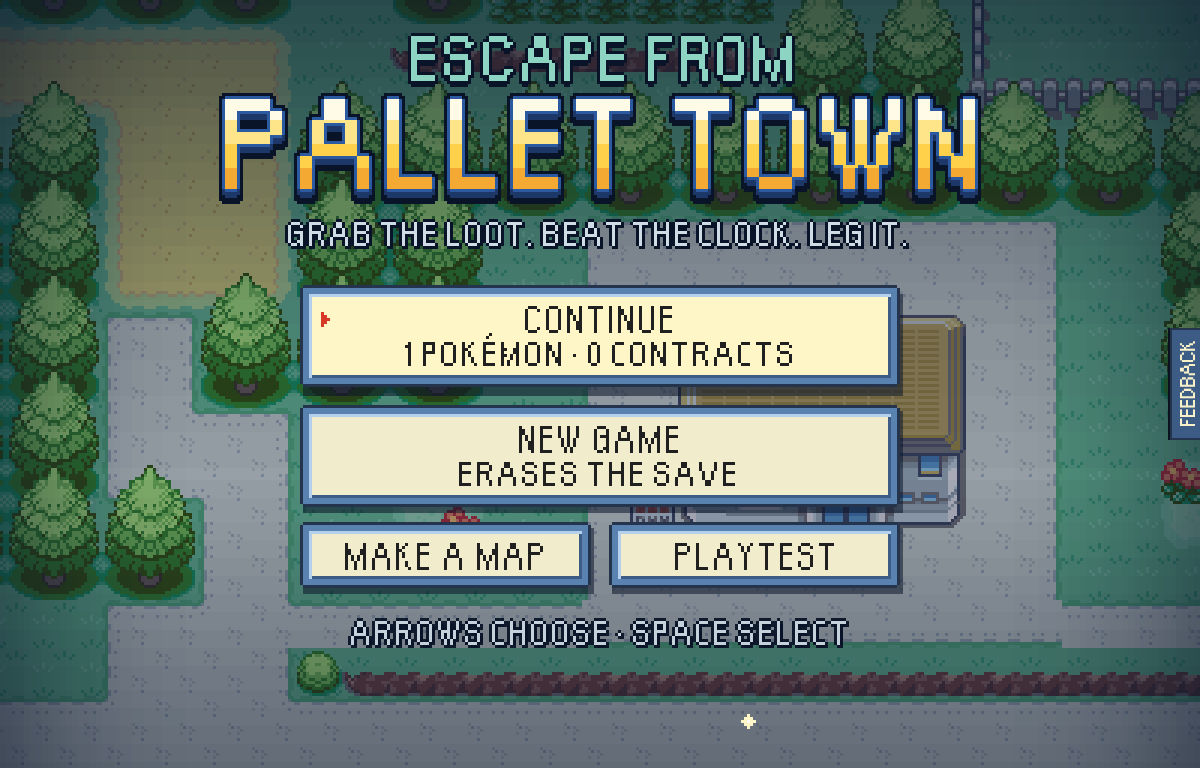 ESCAPE FROM
PALLET TOWN
GRAB THE LOOT. BEAT THE CLOCK. LEG IT.
CONTINUE
1 POKÉMON · 0 CONTRACTS
NEW GAME
ERASES THE SAVE
MAKE A MAP
PLAYTEST
ARROWS CHOOSE · SPACE SELECT
FEEDBACK